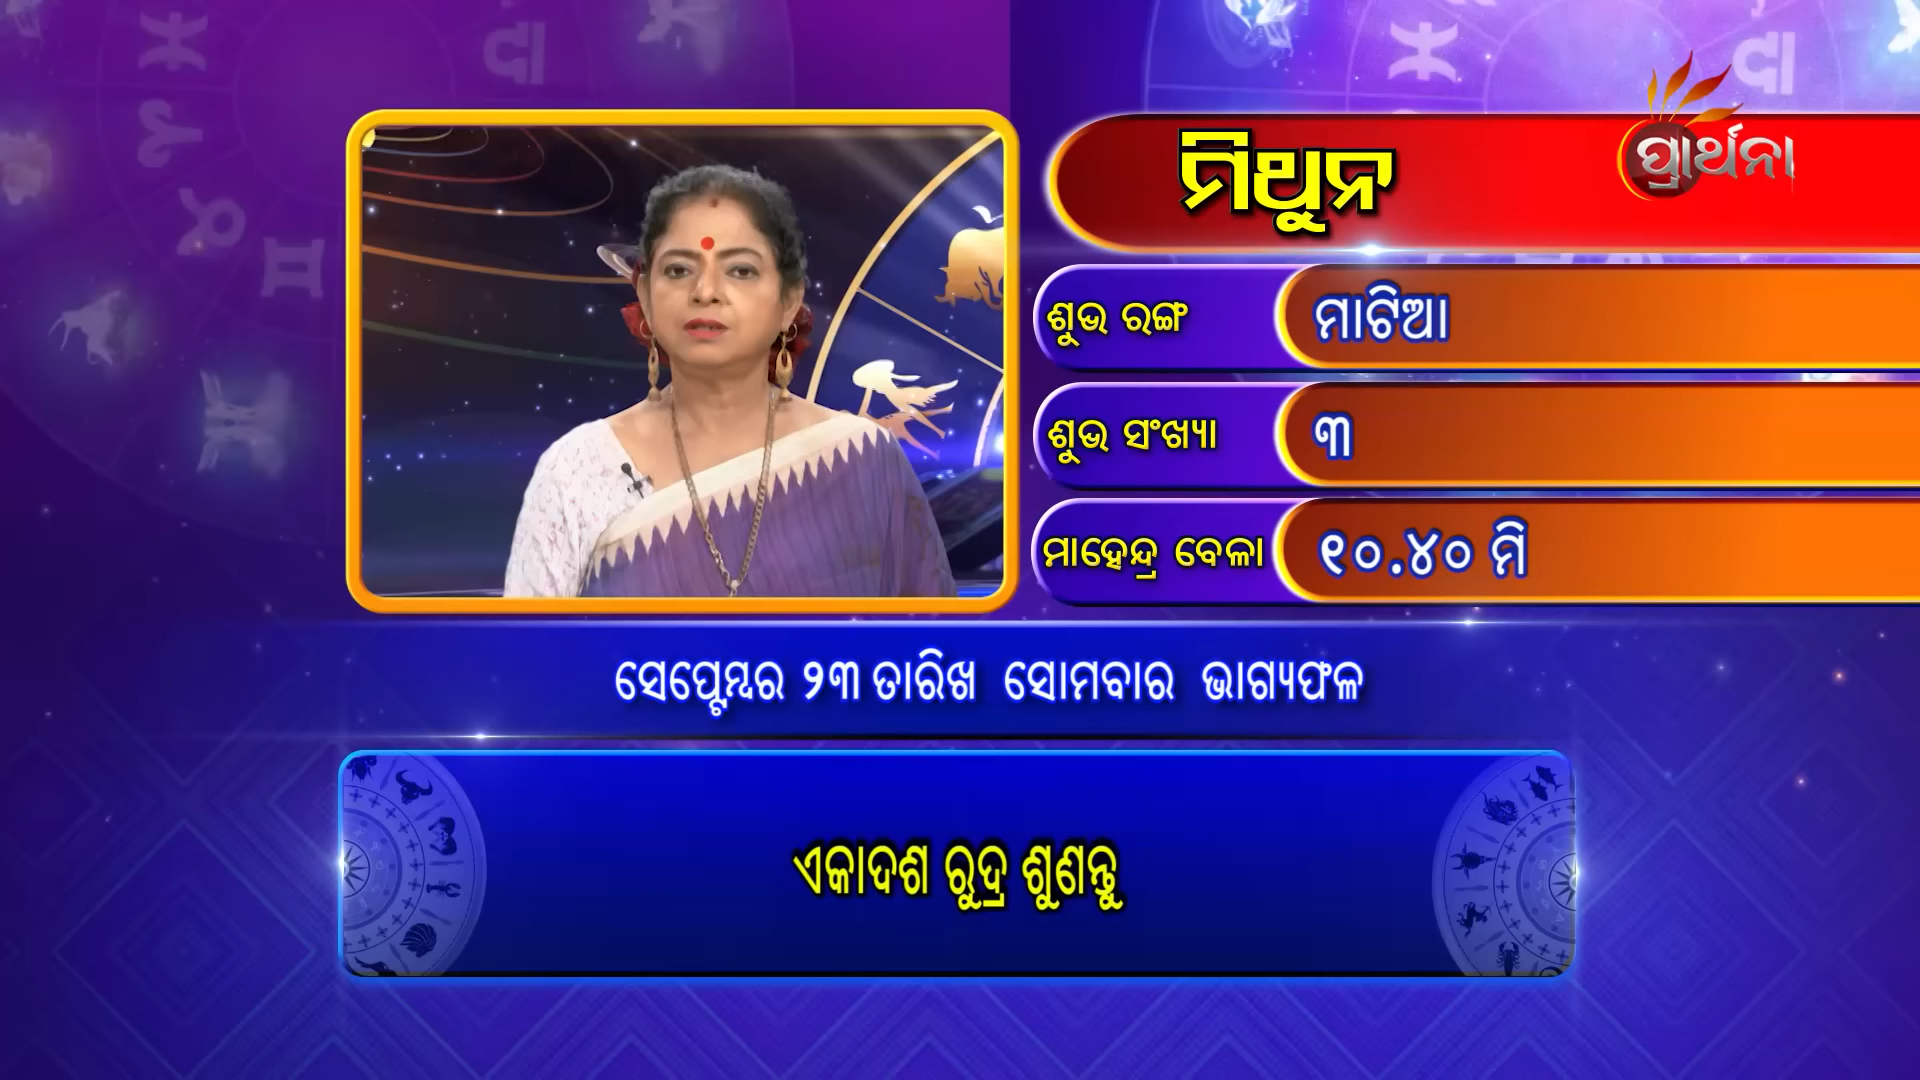 ମିଥୁନ
ପ୍ରାର୍ଥନା
ଶୁଭ ରଙ୍ଗ ମାଟିଆ
ଶୁଭ ସଂଖ୍ୟା ୩
ମାହେନ୍ଦ୍ର ବେଳା ୧୦.୪୦ ମି
ସେପ୍ଟେମ୍ବର ୨୩ ତାରିଖ ସୋମବାର ଭାଗ୍ୟଫଳ
ଏକାଦଶ ରୁଦ୍ର ଶୁଣନ୍ତୁ